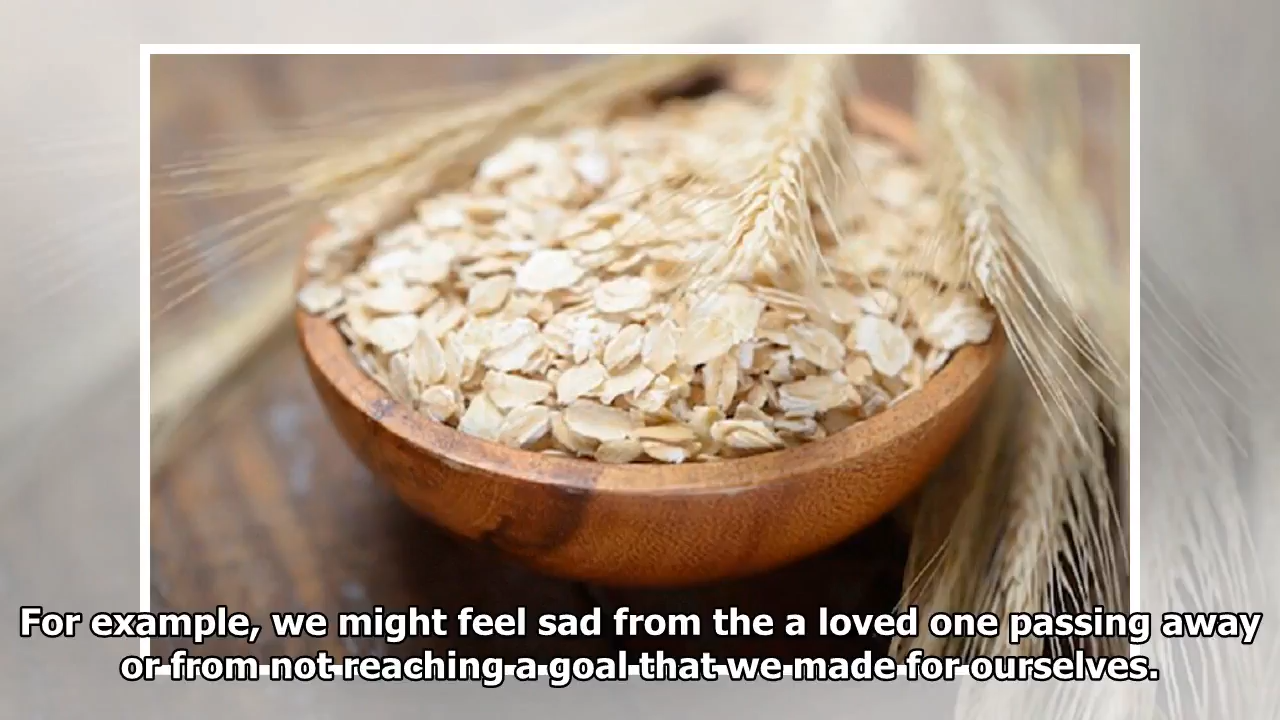 For example, we might feel sad from the a loved one passing away
or from not reaching a goal that we made for ourselves.